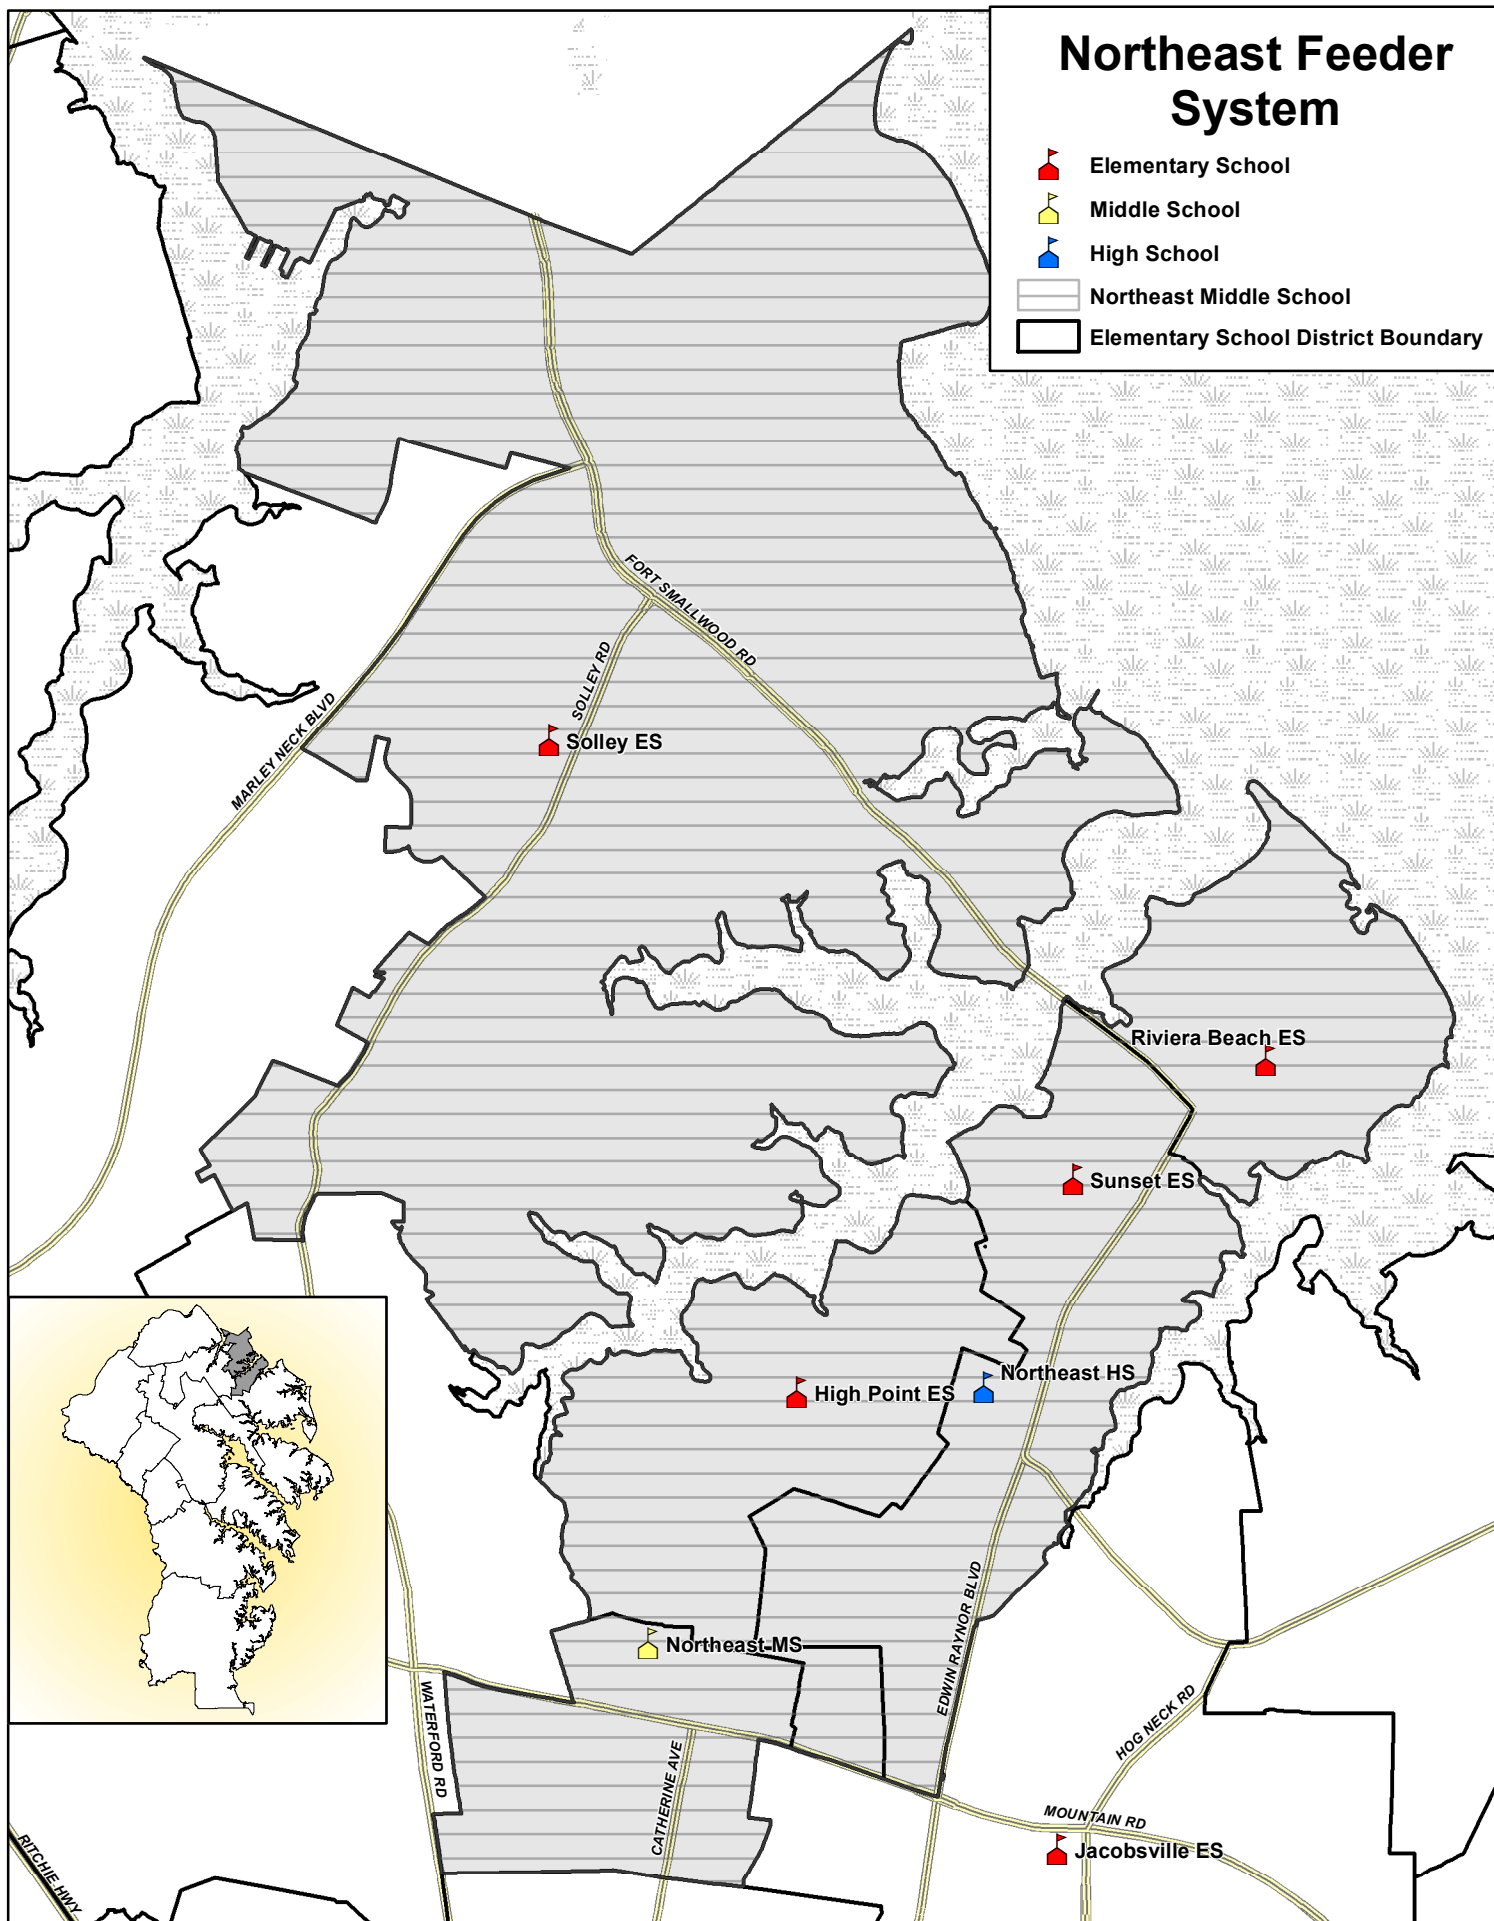 Northeast Feeder
System
Elementary School
Middle School
High School
Northeast Middle School
Elementary School District Boundary
FORT SMALLWOOD RD
SOLLEY RD
MARLEY NECK BLVD
Solley ES
Riviera Beach ES
Sunset ES
Northeast HS
High Point ES
Northeast MS
EDWIN RAYNOR BLVD
WATERFORD RD
CATHERINE AVE
HOG NECK RD
MOUNTAIN RD
Jacobsville ES
RITCHIE HWY